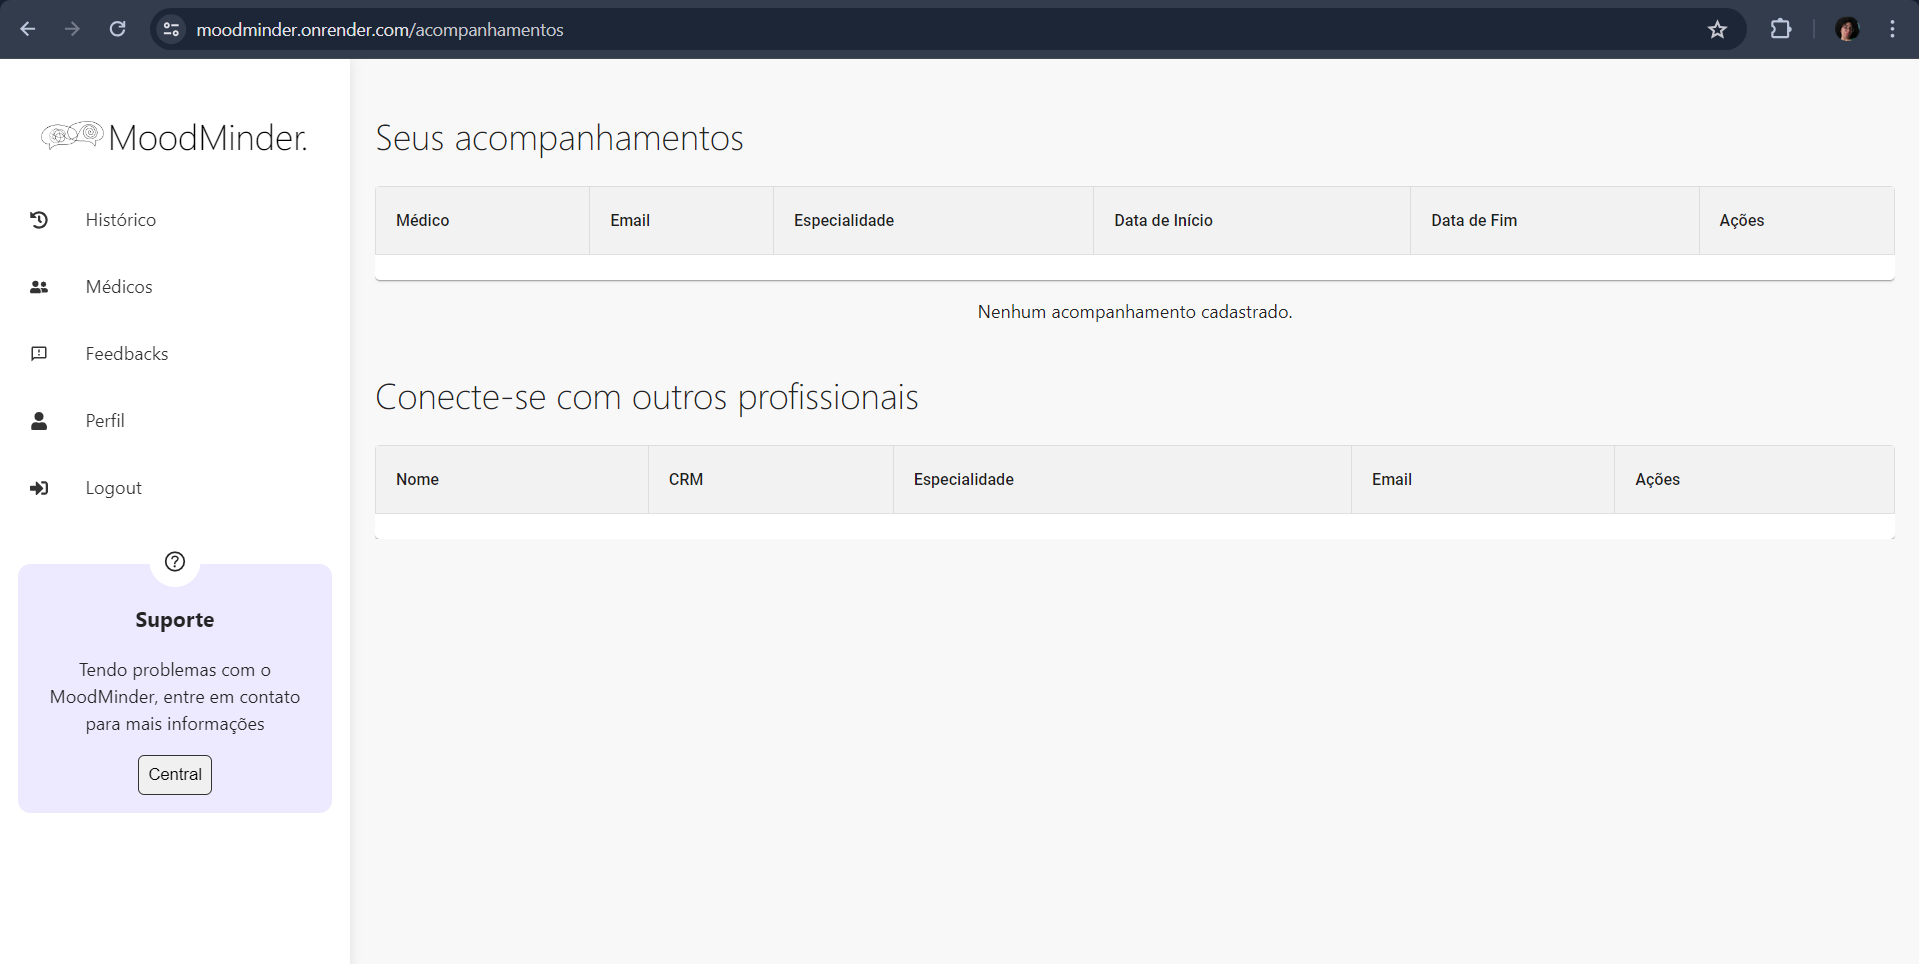 moodminder.onrender.com/acompanhamentos
MoodMinder.
Histórico
Médicos
Feedbacks
Perfil
Logout
Suporte
Tendo problemas com o
MoodMinder, entre em contato
para mais informações
Central
Seus acompanhamentos
Médico Email Especialidade Data de Início Data de Fim Ações
Nenhum acompanhamento cadastrado.
Conecte-se com outros profissionais
Nome CRM Especialidade Email Ações